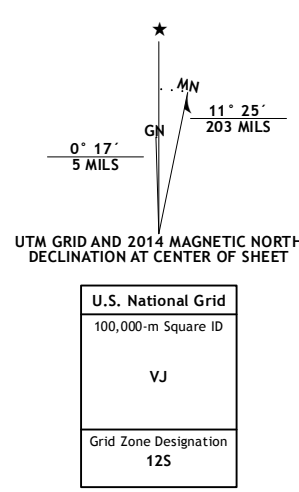 ★
MN
GN
11° 25´
203 MILS
0° 17´
5 MILS
UTM GRID AND 2014 MAGNETIC NORTH
DECLINATION AT CENTER OF SHEET
U.S. National Grid
100,000-m Square ID
VJ
Grid Zone Designation
12S